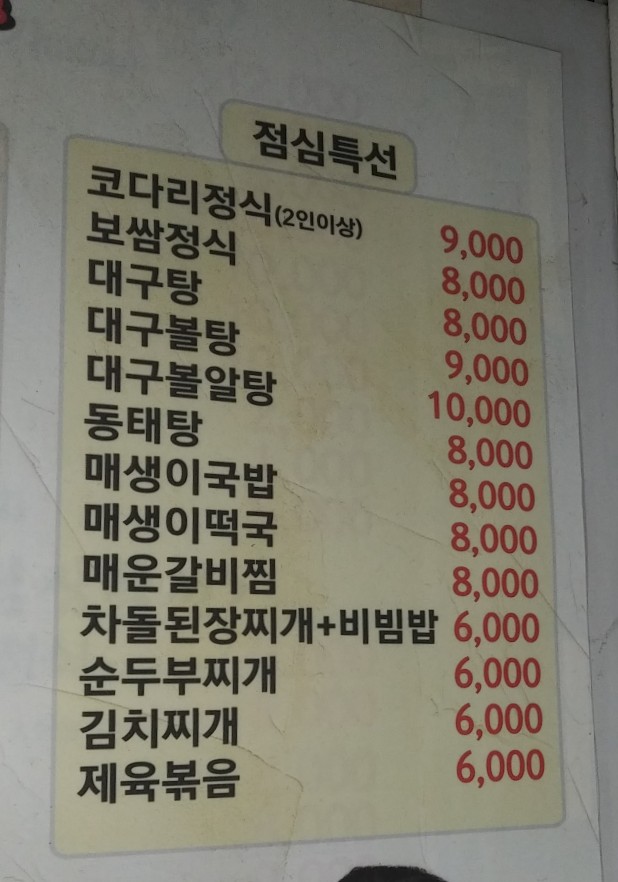 점심특선
코다리정식(2인이상) 9,000
보쌈정식 8,000
대구탕 8,000
대구볼탕 9,000
대구볼알탕 10,000
동태탕 8,000
매생이국밥 8,000
매생이떡국 8,000
매운갈비찜 8,000
차돌된장찌개+비빔밥 6,000
순두부찌개 6,000
김치찌개 6,000
제육볶음 6,000